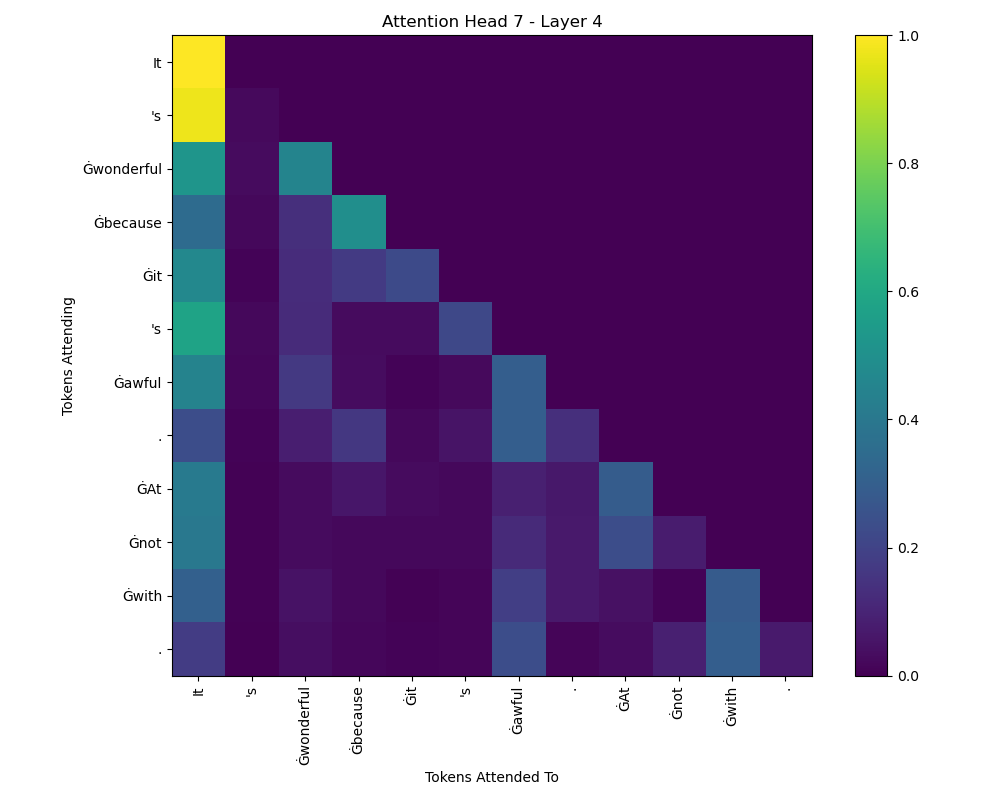 Attention Head 7 - Layer 4
It
's
Ġwonderful
Ġbecause
Ġit
's
Ġawful
.
ĠAt
Ġnot
Ġwith
.
Tokens Attending
It
's
Ġwonderful
Ġbecause
Ġit
's
Ġawful
.
ĠAt
Ġnot
Ġwith
.
Tokens Attended To
1.0
0.8
0.6
0.4
0.2
0.0